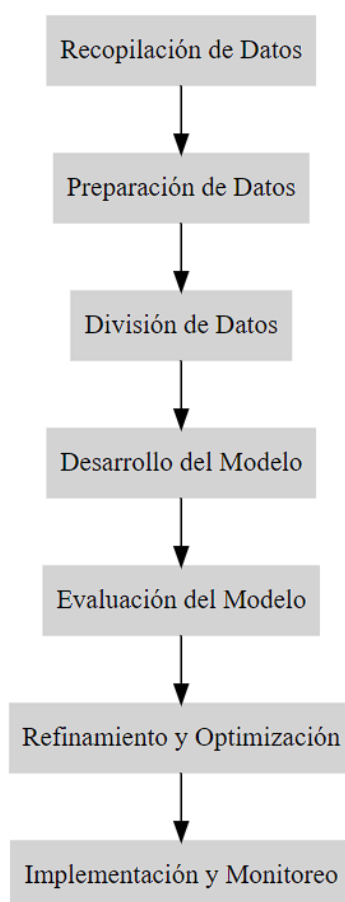 Recopilación de Datos
Preparación de Datos
División de Datos
Desarrollo del Modelo
Evaluación del Modelo
Refinamiento y Optimización
Implementación y Monitoreo